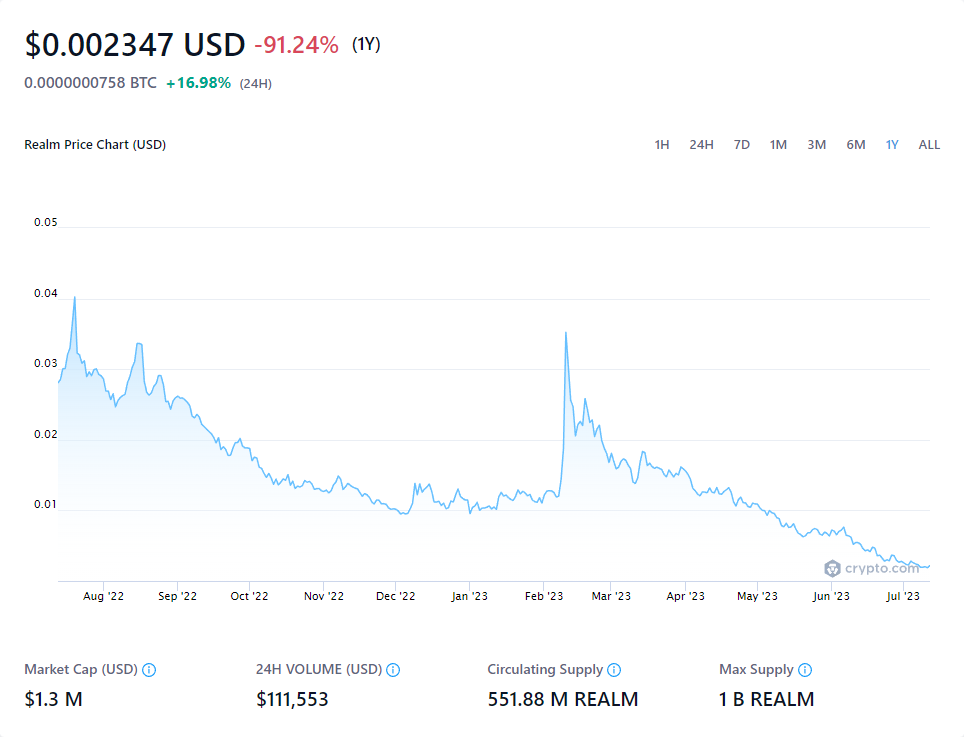 $0.002347 USD -91.24% (1Y)
0.0000000758 BTC +16.98% (24H)
Realm Price Chart (USD) 1H 24H 7D 1M 3M 6M 1Y ALL
0.05
0.04
0.03
0.02
0.01
crypto.com
Aug '22 Sep '22 Oct '22 Nov '22 Dec '22 Jan '23 Feb '23 Mar '23 Apr '23 May '23 Jun '23 Jul '23
Market Cap (USD) 24H VOLUME (USD) Circulating Supply Max Supply
$1.3 M $111,553 551.88 M REALM 1 B REALM